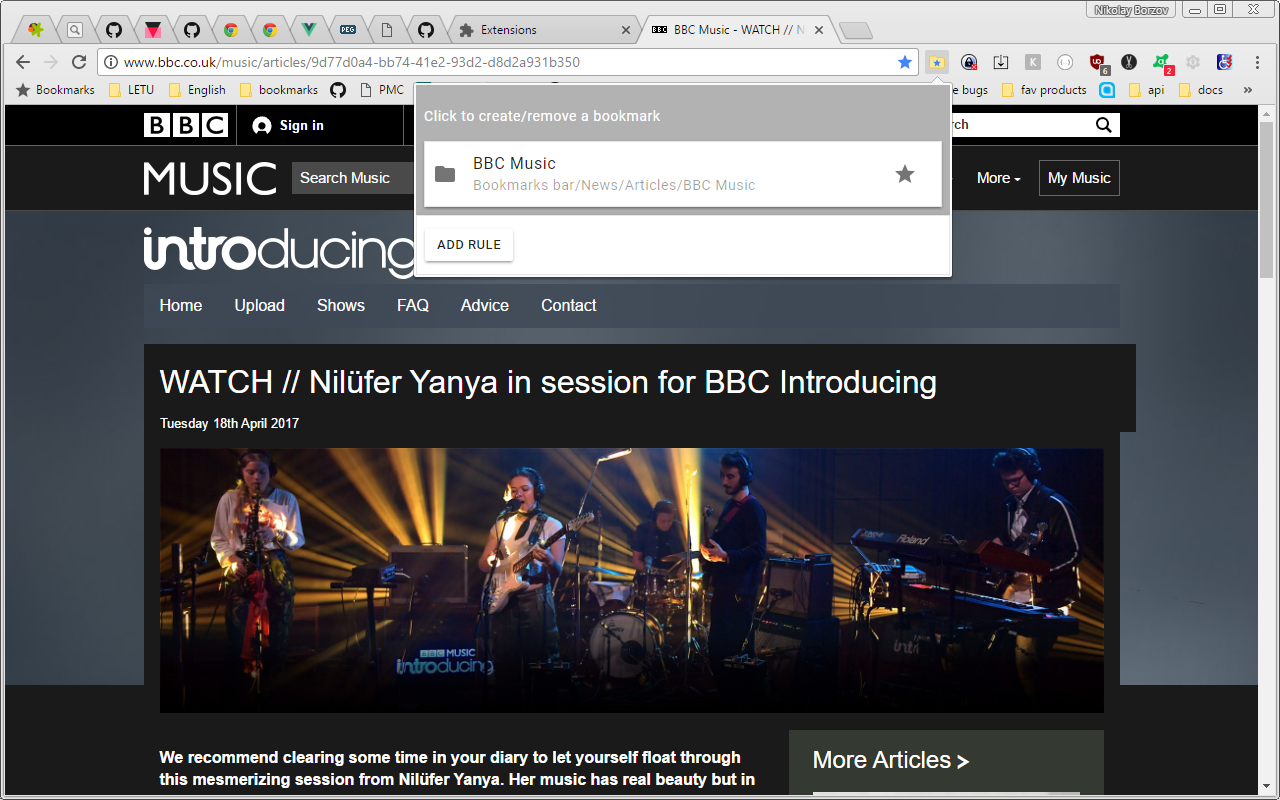 Nikolay Borzov
PEG
Extensions
BBC Music - WATCH // N
www.bbc.co.uk/music/articles/9d77d0a4-bb74-41e2-93d2-d8d2a931b350
6
2
Bookmarks
LETU
English
bookmarks
PMC
e bugs
fav products
api
docs
»
Click to create/remove a bookmark
BBC Music
Bookmarks bar/News/Articles/BBC Music
ADD RULE
BBC
Sign in
rch
MUSIC
Search Music
More
My Music
introducing
Home
Upload
Shows
FAQ
Advice
Contact
WATCH // Nilüfer Yanya in session for BBC Introducing
Tuesday 18th April 2017
Roland
BBC MUSIC
introducing
We recommend clearing some time in your diary to let yourself float through
this mesmerizing session from Nilüfer Yanya. Her music has real beauty but in
More Articles >